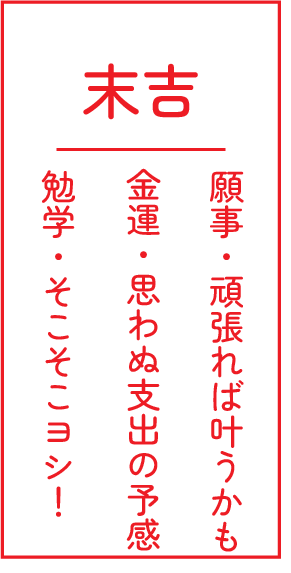 末吉
願事・頑張れば叶うかも
金運・思わぬ支出の予感
勉学・そこそこヨシ！